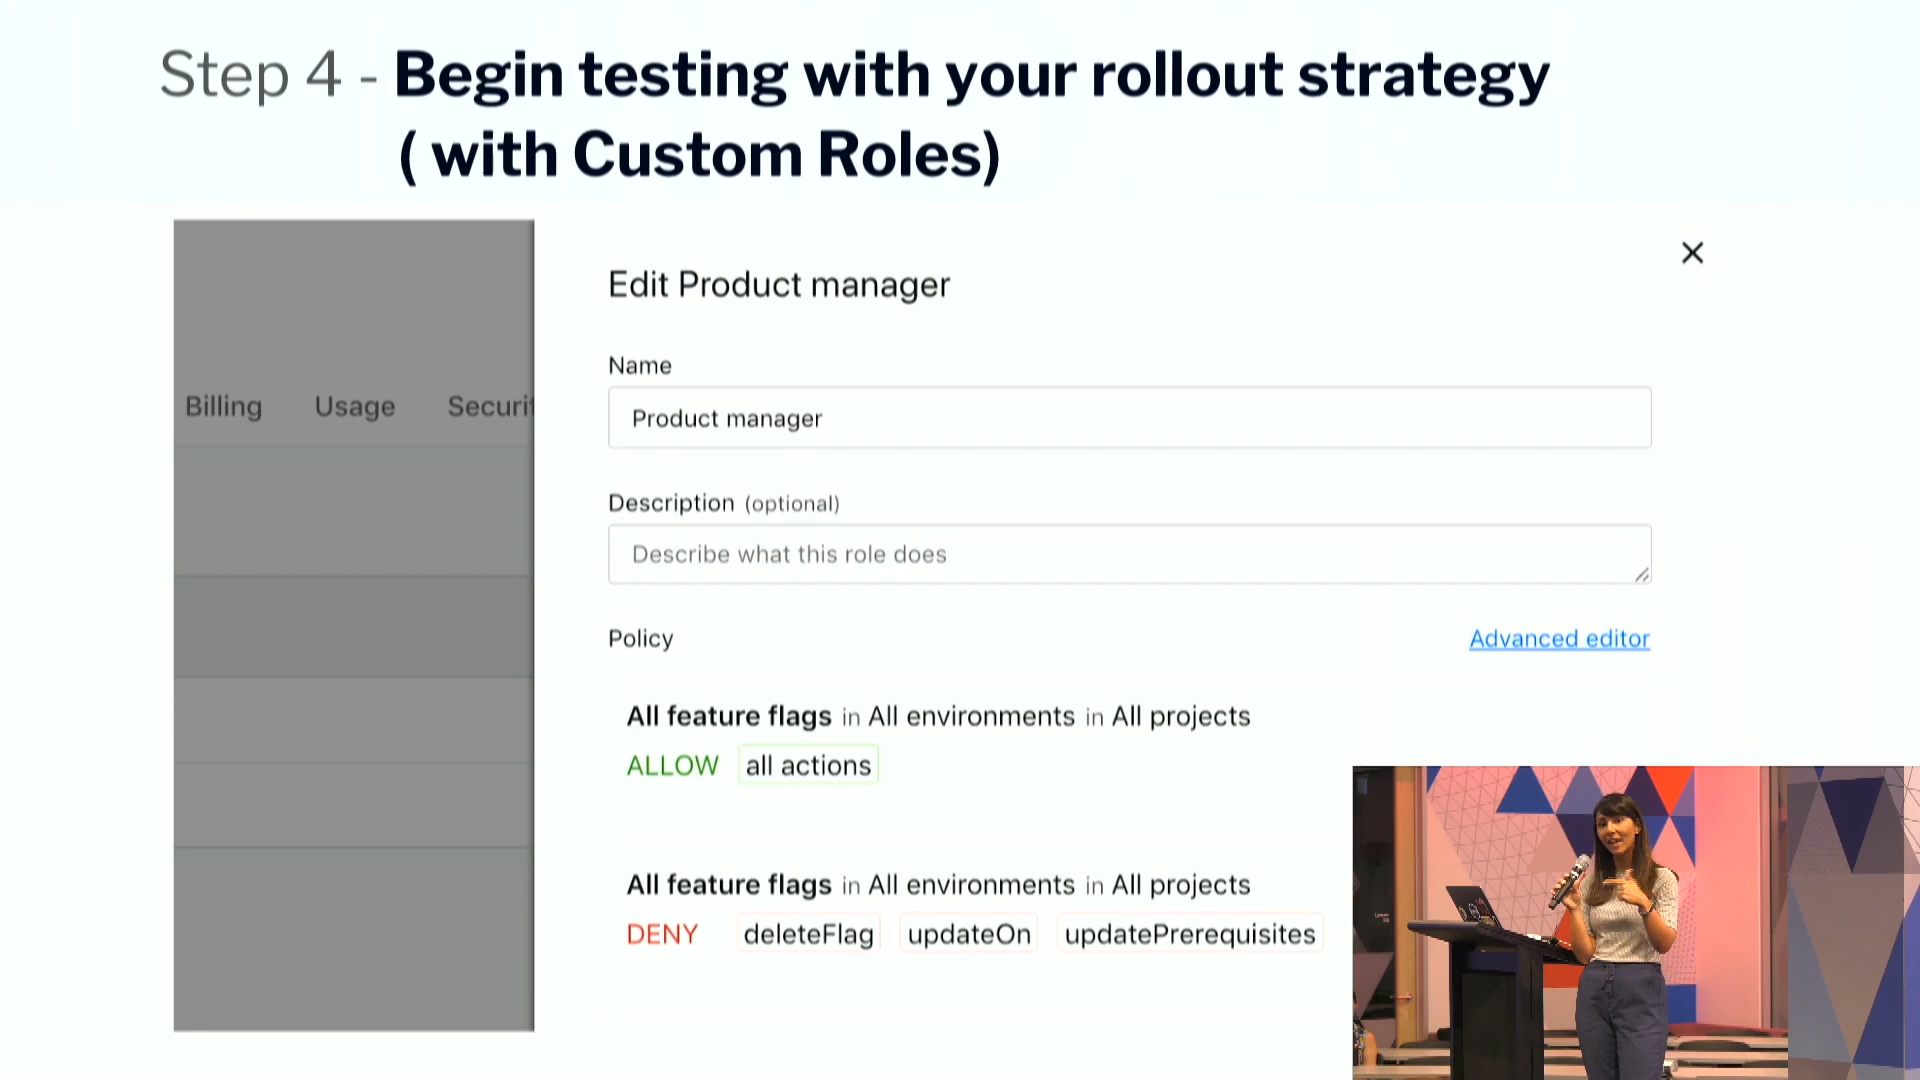 Step 4 - Begin testing with your rollout strategy
( with Custom Roles)
Edit Product manager
Name
Billing Usage Securit
Product manager
Description (optional)
Describe what this role does
Policy
Advanced editor
All feature flags in All environments in All projects
ALLOW all actions
All feature flags in All environments in All projects
DENY deleteFlag updateOn updatePrerequisites